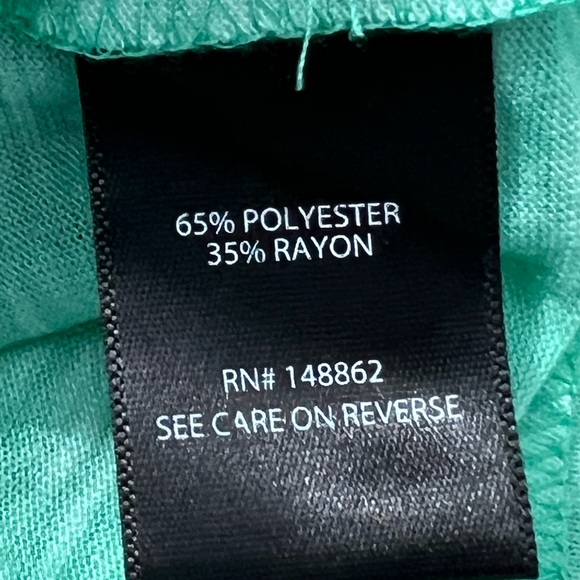 65% POLYESTER
35% RAYON
RN# 148862
SEE CARE ON REVERSE